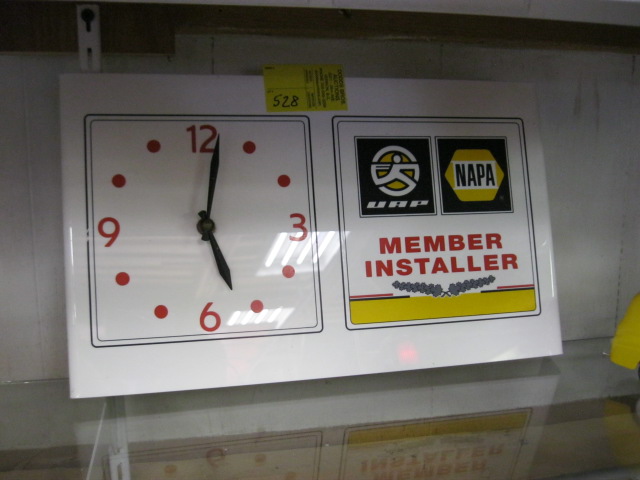 528
12
3
6
9
UAP
NAPA
MEMBER
INSTALLER